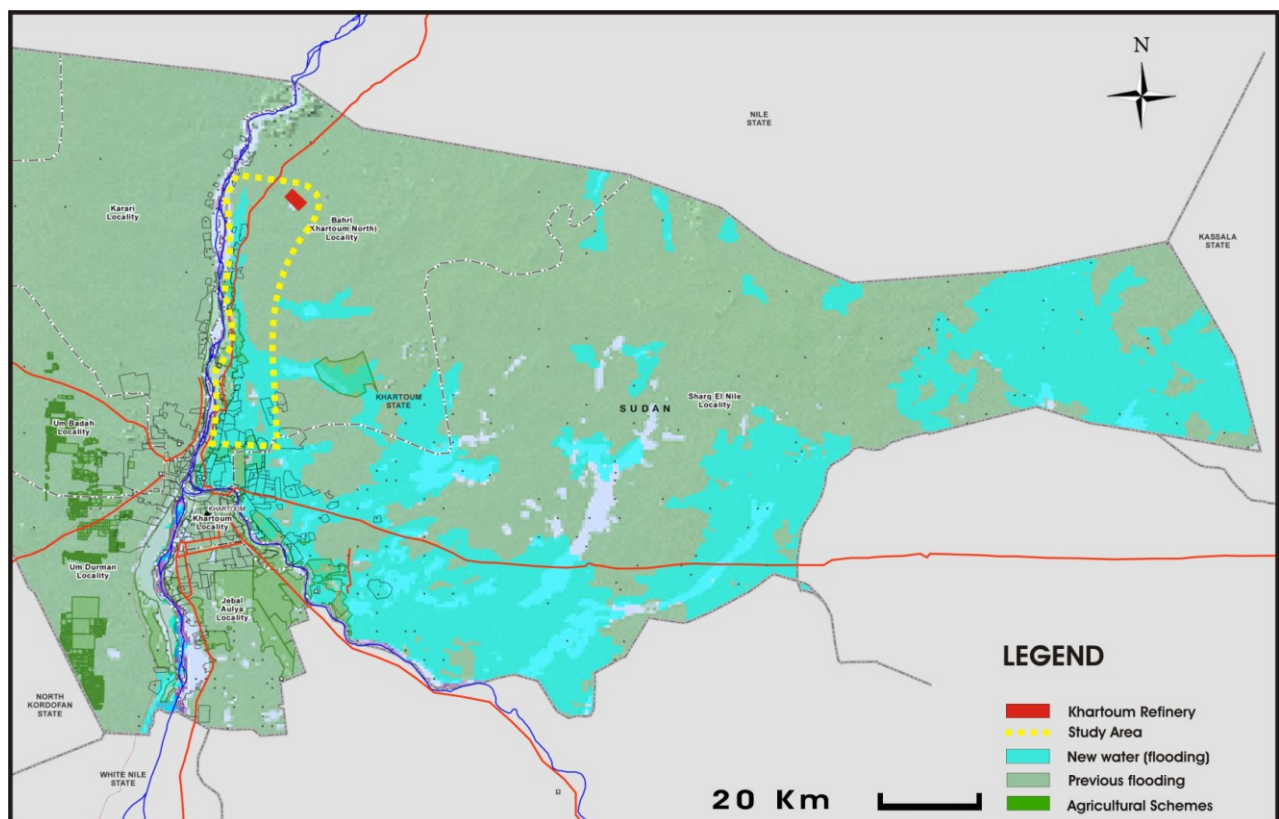 N
NILE
STATE
KASSALA
STATE
Karari
Locality
Bahri
(Khartoum North)
Locality
KHARTOUM
STATE
SUDAN
Sharq El Nile
Locality
Um Badah
Locality
KHARTOUM
Khartoum
Locality
Um Durman
Locality
Jebal
Aulya
Locality
NORTH
KORDOFAN
STATE
WHITE NILE
STATE
LEGEND
Khartoum Refinery
Study Area
New water (flooding)
Previous flooding
Agricultural Schemes
20 Km